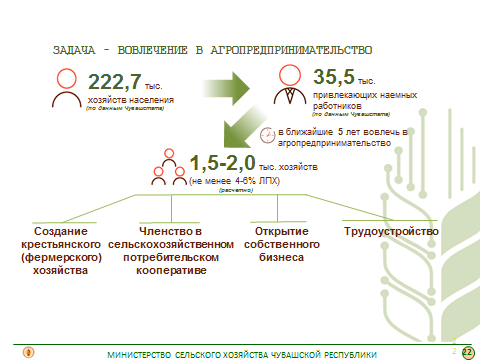 ЗАДАЧА - ВОВЛЕЧЕНИЕ В АГРОПРЕДПРИНИМАТЕЛЬСТВО
222,7 тыс.
хозяйств населения
(по данным Чувашстата)
35,5 тыс.
привлекающих наемных
работников
(по данным Чувашстата)
в ближайшие 5 лет вовлечь в
агропредпринимательство
1,5-2,0 тыс. хозяйств
(не менее 4-6% ЛПХ)
(расчетно)
Создание
крестьянского
(фермерского)
хозяйства
Членство в
сельскохозяйственном
потребительском
кооперативе
Открытие
собственного
бизнеса
Трудоустройство
МИНИСТЕРСТВО СЕЛЬСКОГО ХОЗЯЙСТВА ЧУВАШСКОЙ РЕСПУБЛИКИ
22